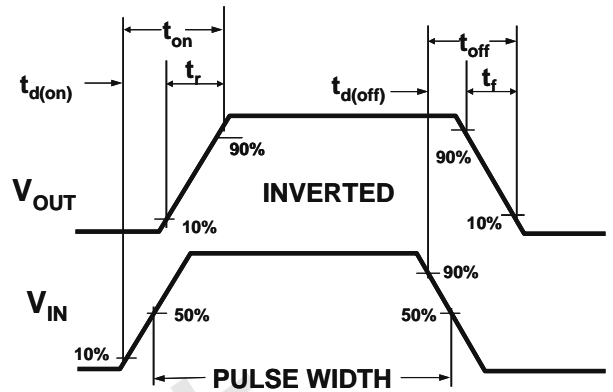 t_on
t_off
t_d(on)
t_r
t_d(off)
t_f
90%
90%
V_OUT
INVERTED
10%
10%
90%
V_IN
50%
50%
10%
PULSE WIDTH